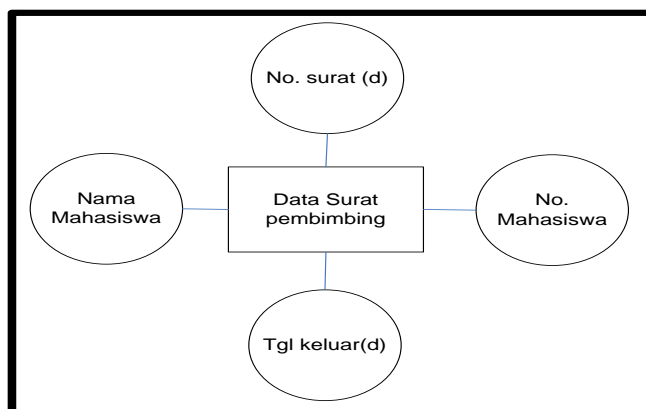 No. surat (d)
Nama
Mahasiswa
Data Surat
pembimbing
No.
Mahasiswa
Tgl keluar(d)